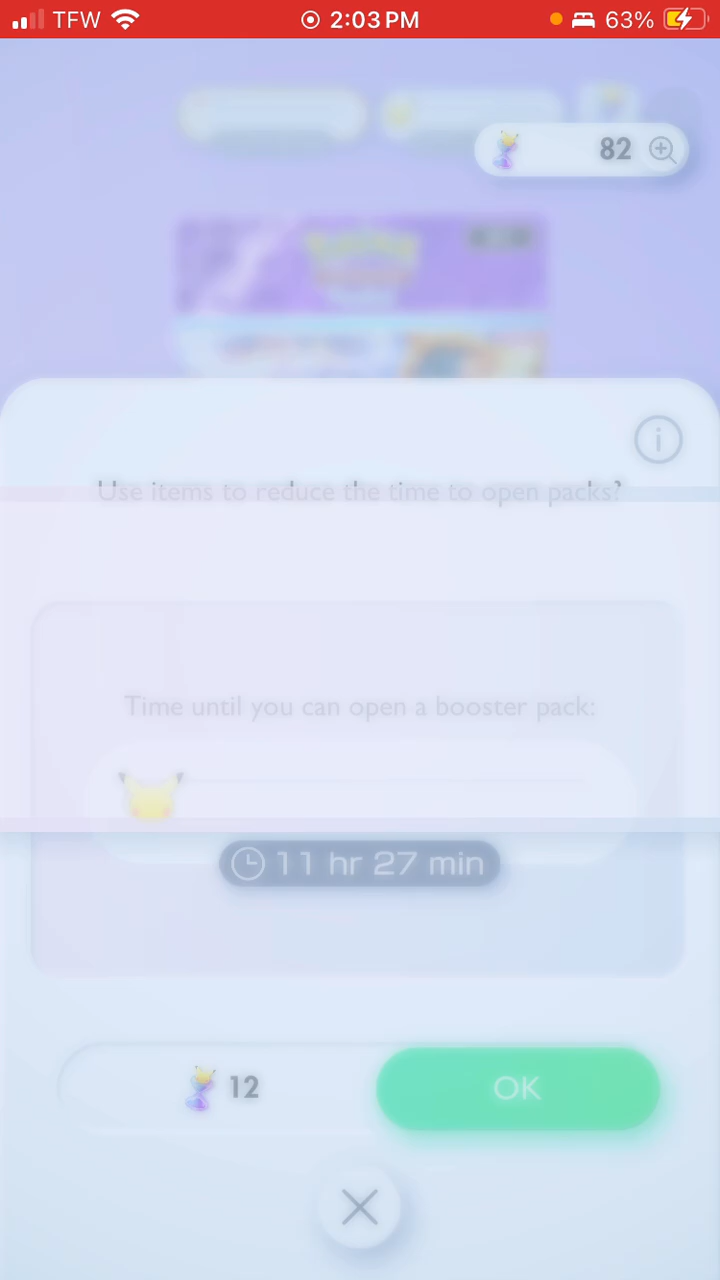 TFW 2:03 PM 63%
82
Use items to reduce the time to open packs?
Time until you can open a booster pack:
11 hr 27 min
12 OK